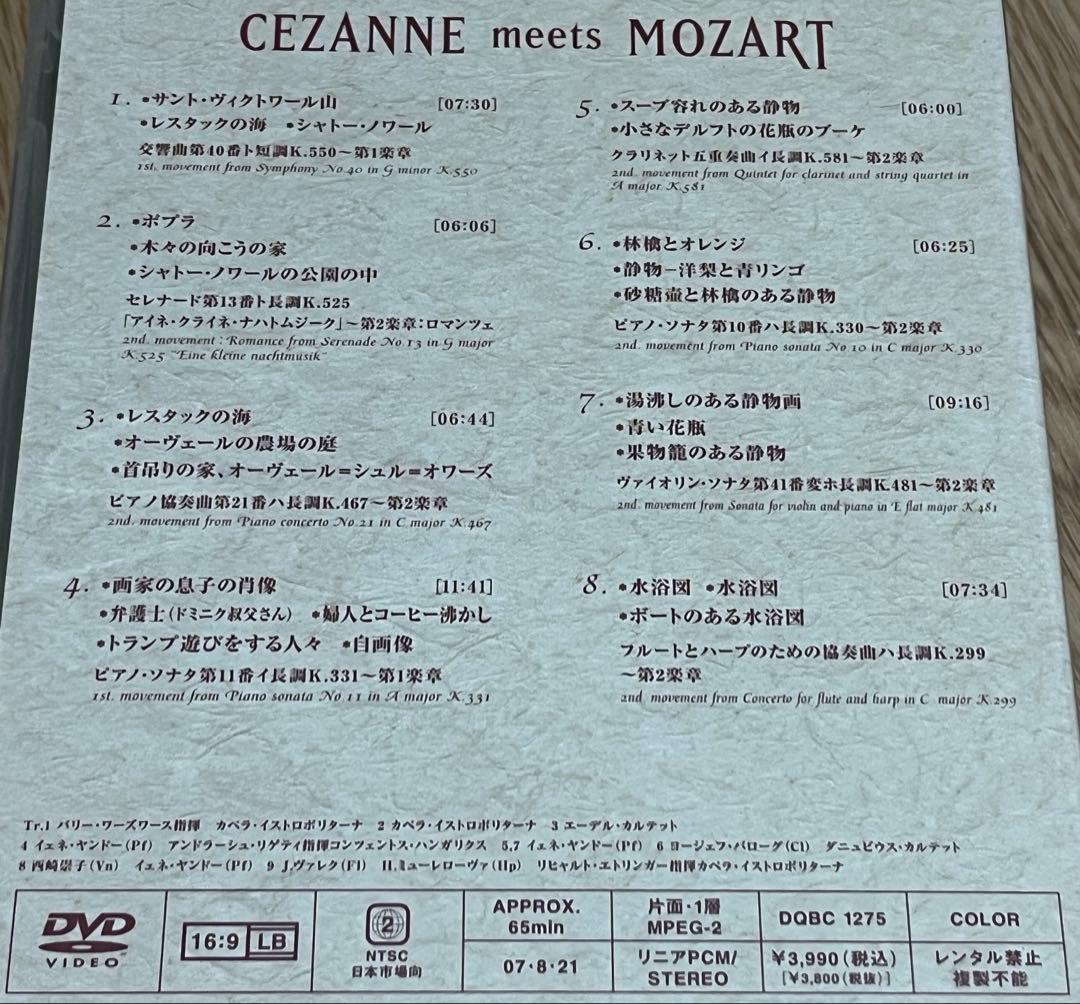 CEZANNE meets MOZART
1. •サント・ヴィクトワール山 [07:30]
•レスタックの海 •シャトー・ノワール
交響曲第40番ト短調K.550～第1楽章
1st. movement from Symphony No.40 in G minor K.550
2. •ポプラ [06:06]
•木々の向こうの家
•シャトー・ノワールの公園の中
セレナード第13番ト長調K.525
「アイネ・クライネ・ナハトムジーク」～第2楽章:ロマンツェ
2nd. movement : Romance from Serenade No.13 in G major
K.525 "Eine kleine nachtmusik"
3. •レスタックの海 [06:44]
•オーヴェールの農場の庭
•首吊りの家、オーヴェール=シュル=オワーズ
ピアノ協奏曲第21番ハ長調K.467～第2楽章
2nd. movement from Piano concerto No.21 in C major K.467
4. •画家の息子の肖像 [11:41]
•弁護士(ドミニク叔父さん) •婦人とコーヒー沸かし
•トランプ遊びをする人々 •自画像
ピアノ・ソナタ第11番イ長調K.331～第1楽章
1st. movement from Piano sonata No.11 in A major K.331
5. •スープ容れのある静物 [06:00]
•小さなデルフトの花瓶のブーケ
クラリネット五重奏曲イ長調K.581～第2楽章
2nd. movement from Quintet for clarinet and string quartet in
A major K.581
6. •林檎とオレンジ [06:25]
•静物－洋梨と青リンゴ
•砂糖壺と林檎のある静物
ピアノ・ソナタ第10番ハ長調K.330～第2楽章
2nd. movement from Piano sonata No.10 in C major K.330
7. •湯沸しのある静物画 [09:16]
•青い花瓶
•果物籠のある静物
ヴァイオリン・ソナタ第41番変ホ長調K.481～第2楽章
2nd. movement from Sonata for violin and piano in E flat major K.481
8. •水浴図 •水浴図 [07:34]
•ボートのある水浴図
フルートとハープのための協奏曲ハ長調K.299
～第2楽章
2nd movement from Concerto for flute and harp in C major K.299
Tr.1 バリー・ワーズワース指揮 カペラ・イストロポリターナ 2 カペラ・イストロポリターナ 3 エーデル・カルテット
4 イェネ・ヤンドー(Pf) アンドラーシュ・リゲティ指揮コンツェントス・ハンガリクス 5,7 イェネ・ヤンドー(Pf) 6 ヨージェフ・バローグ(Cl) ダニュビウス・カルテット
8 西崎崇子(Vn) イェネ・ヤンドー(Pf) 9 J.ヴァレク(Fl) H.ミューレローヴァ(Hp) リヒャルト・エトリンガー指揮カペラ・イストロポリターナ
DVD
VIDEO
16:9 LB
2
NTSC
日本市場向
APPROX.
65min
07・8・21
片面・1層
MPEG-2
リニアPCM/
STEREO
DQBC 1275
¥3,990(税込)
[¥3,800(税抜)]
COLOR
レンタル禁止
複製不能